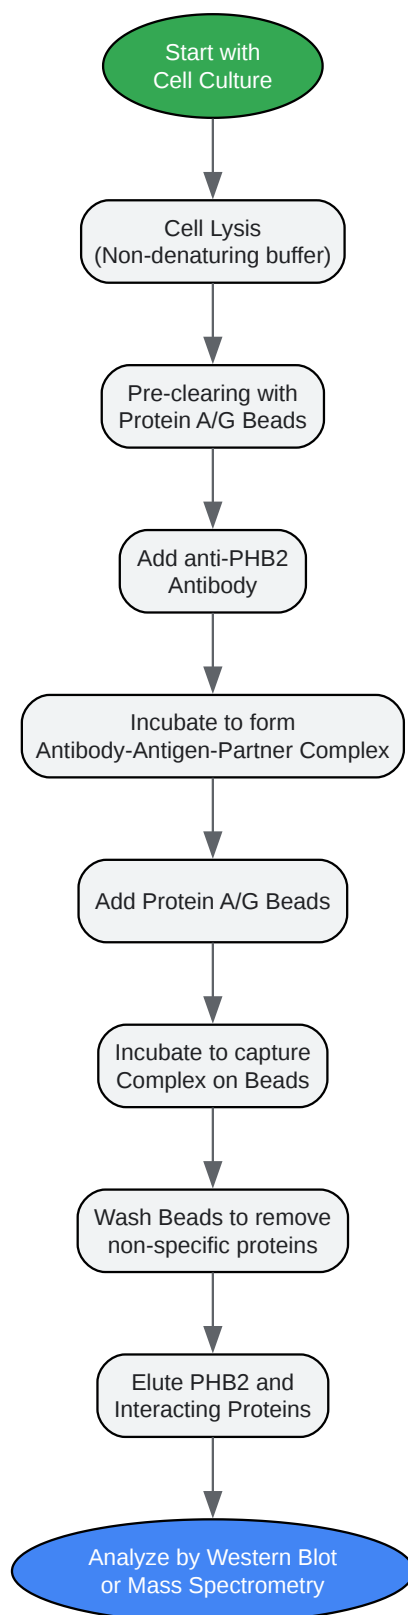 Start with
Cell Culture
Cell Lysis
(Non-denaturing buffer)
Pre-clearing with
Protein A/G Beads
Add anti-PHB2
Antibody
Incubate to form
Antibody-Antigen-Partner Complex
Add Protein A/G Beads
Incubate to capture
Complex on Beads
Wash Beads to remove
non-specific proteins
Elute PHB2 and
Interacting Proteins
Analyze by Western Blot
or Mass Spectrometry